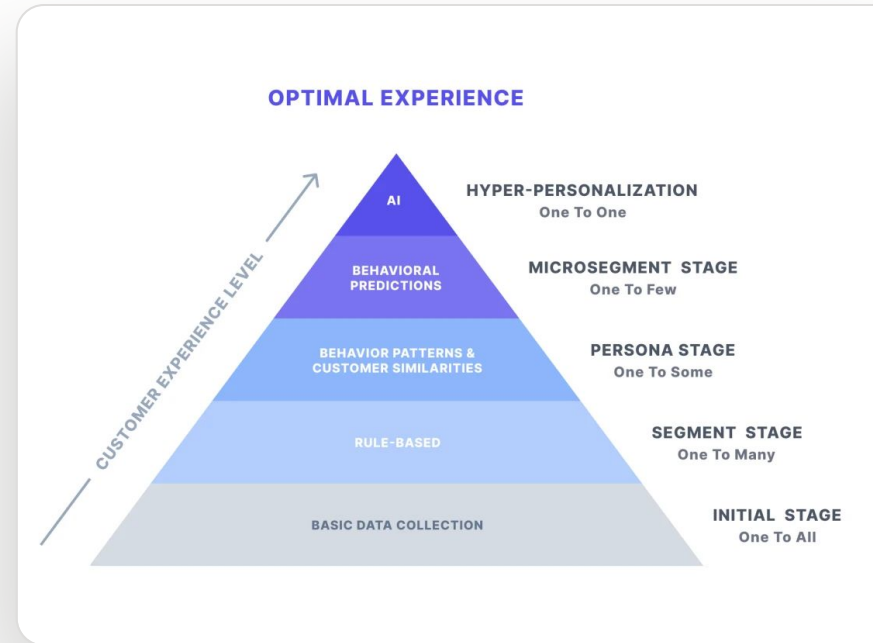 OPTIMAL EXPERIENCE
CUSTOMER EXPERIENCE LEVEL
AI
HYPER-PERSONALIZATION
One To One
BEHAVIORAL
PREDICTIONS
MICROSEGMENT STAGE
One To Few
BEHAVIOR PATTERNS &
CUSTOMER SIMILARITIES
PERSONA STAGE
One To Some
RULE-BASED
SEGMENT STAGE
One To Many
BASIC DATA COLLECTION
INITIAL STAGE
One To All